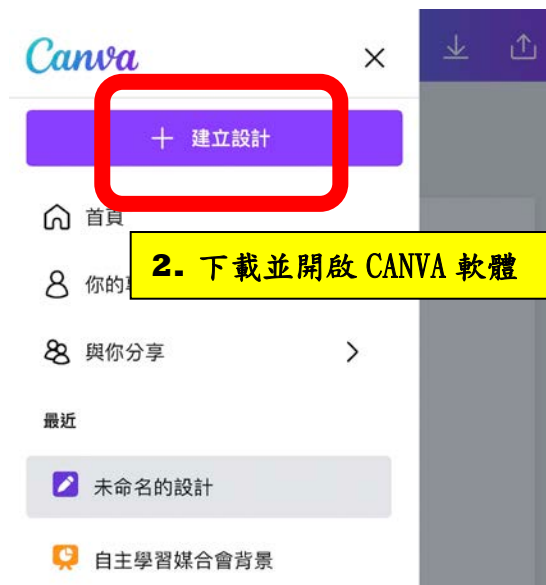 Canva
建立設計
首頁
2. 下載並開啟 CANVA 軟體
你的
與你分享
最近
未命名的設計
自主學習媒合會背景